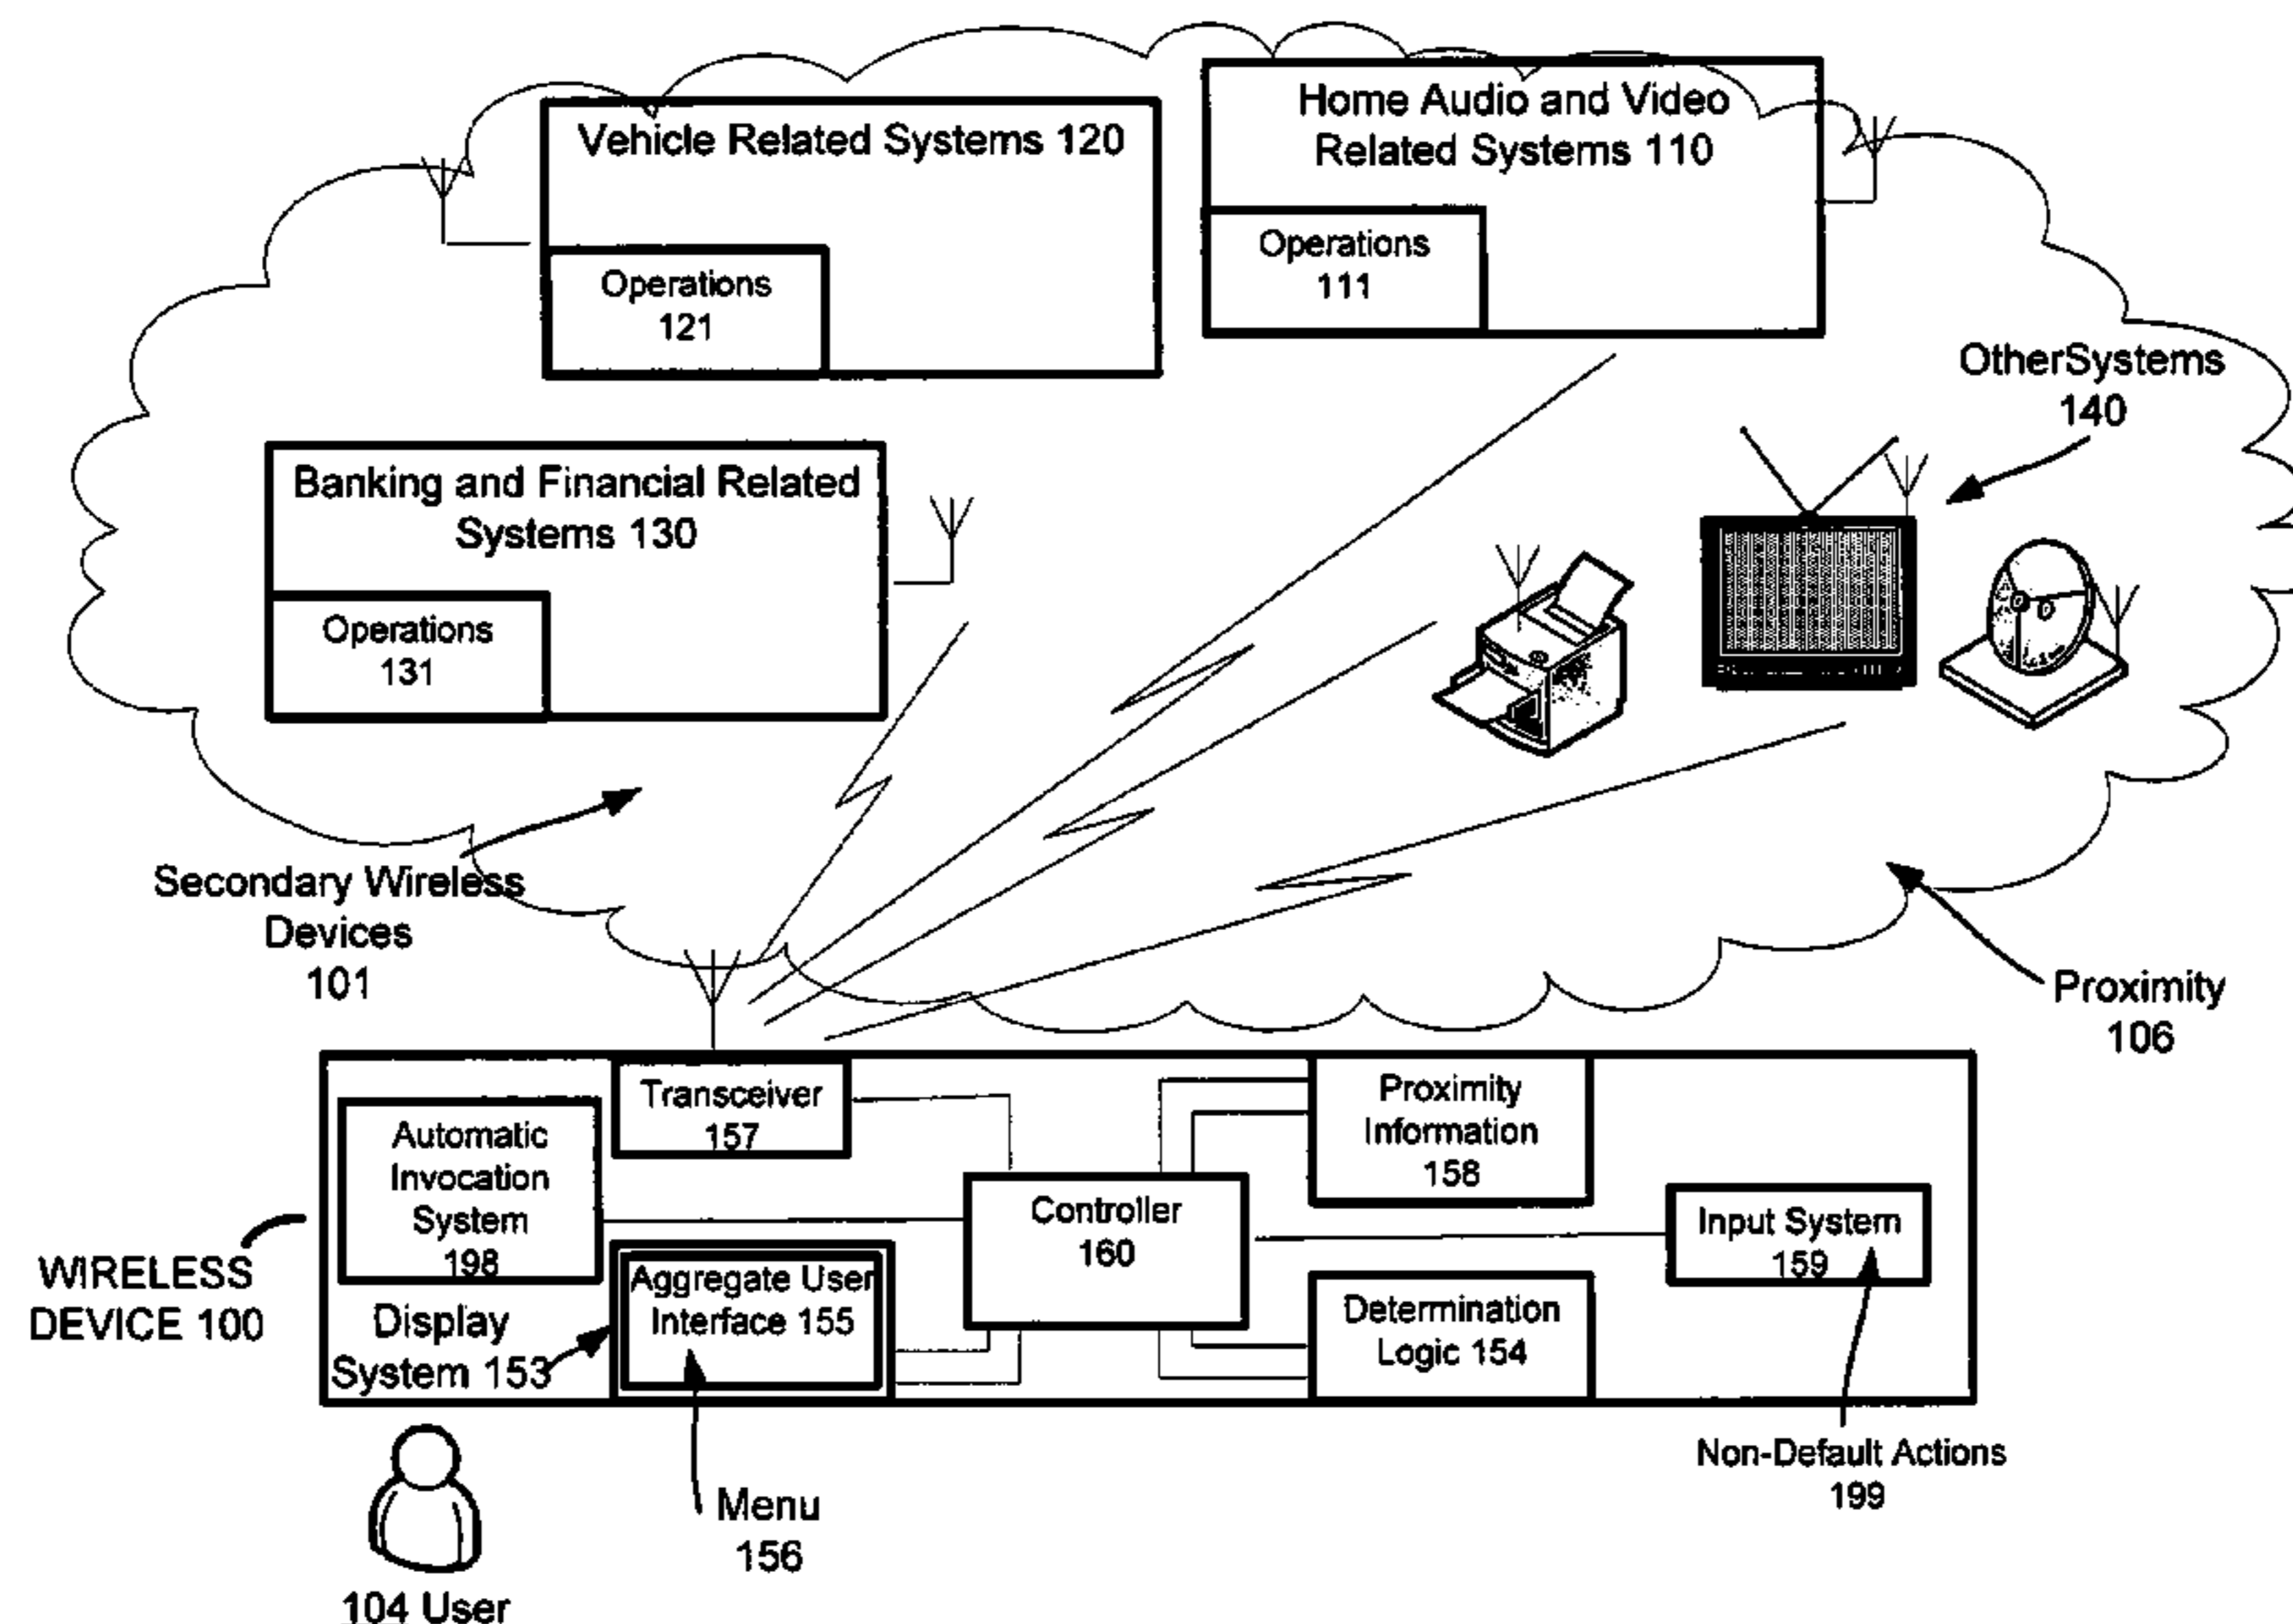 Home Audio and Video
Related Systems 110
Vehicle Related Systems 120
Operations
111
Operations
121
OtherSystems
140
Banking and Financial Related
Systems 130
Operations
131
Secondary Wireless
Devices
101
Proximity
106
Transceiver
157
Proximity
Information
158
Automatic
Invocation
System
198
Controller
160
Input System
159
WIRELESS
DEVICE 100
Aggregate User
Interface 155
Display
System 153
Determination
Logic 154
Non-Default Actions
199
Menu
156
104 User